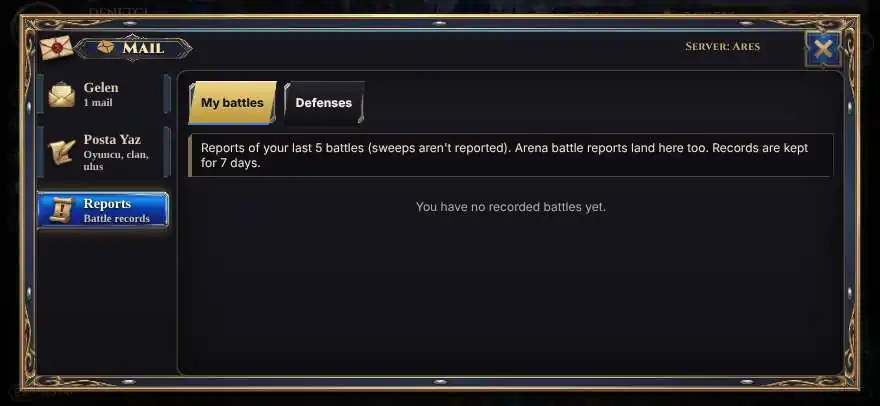 MAIL
SERVER: ARES
Gelen
1 mail
Posta Yaz
Oyuncu, clan,
ulus
Reports
Battle records
My battles
Defenses
Reports of your last 5 battles (sweeps aren't reported). Arena battle reports land here too. Records are kept
for 7 days.
You have no recorded battles yet.